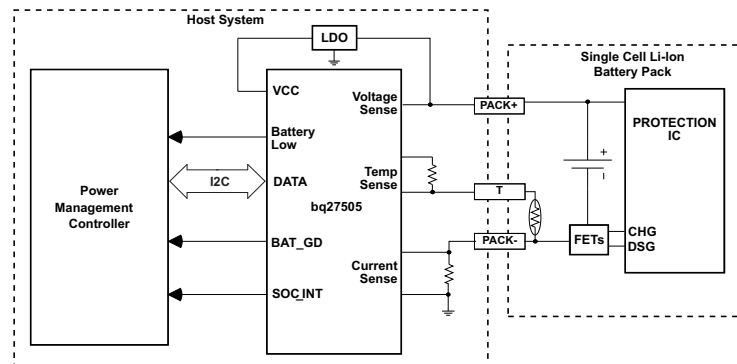 Host System
LDO
Single Cell Li-Ion
Battery Pack
VCC
Voltage
Sense
PACK+
PROTECTION
IC
Battery
Low
+
–
I2C
DATA
Temp
Sense
T
bq27505
Power
Management
Controller
BAT_GD
PACK-
FETs
CHG
DSG
Current
Sense
SOC_INT